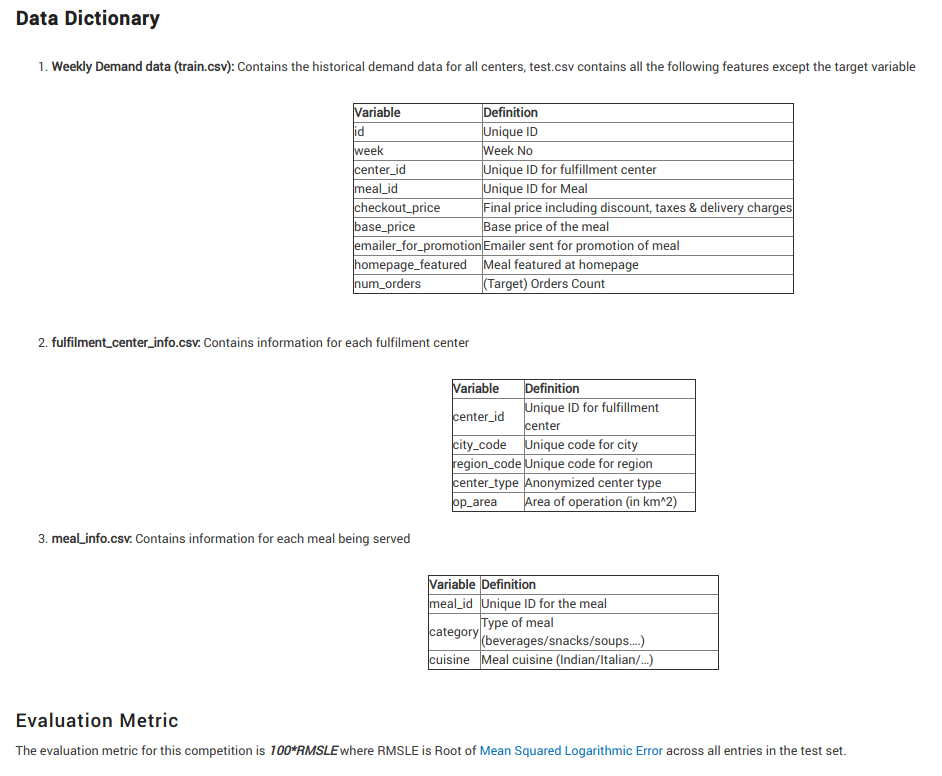 Data Dictionary
1. Weekly Demand data (train.csv): Contains the historical demand data for all centers, test.csv contains all the following features except the target variable
Variable Definition
id Unique ID
week Week No
center_id Unique ID for fulfillment center
meal_id Unique ID for Meal
checkout_price Final price including discount, taxes & delivery charges
base_price Base price of the meal
emailer_for_promotion Emailer sent for promotion of meal
homepage_featured Meal featured at homepage
num_orders (Target) Orders Count
2. fulfilment_center_info.csv: Contains information for each fulfilment center
Variable Definition
center_id Unique ID for fulfillment
center
city_code Unique code for city
region_code Unique code for region
center_type Anonymized center type
op_area Area of operation (in km^2)
3. meal_info.csv: Contains information for each meal being served
Variable Definition
meal_id Unique ID for the meal
category Type of meal
(beverages/snacks/soups....)
cuisine Meal cuisine (Indian/Italian/...)
Evaluation Metric
The evaluation metric for this competition is 100*RMSLE where RMSLE is Root of Mean Squared Logarithmic Error across all entries in the test set.